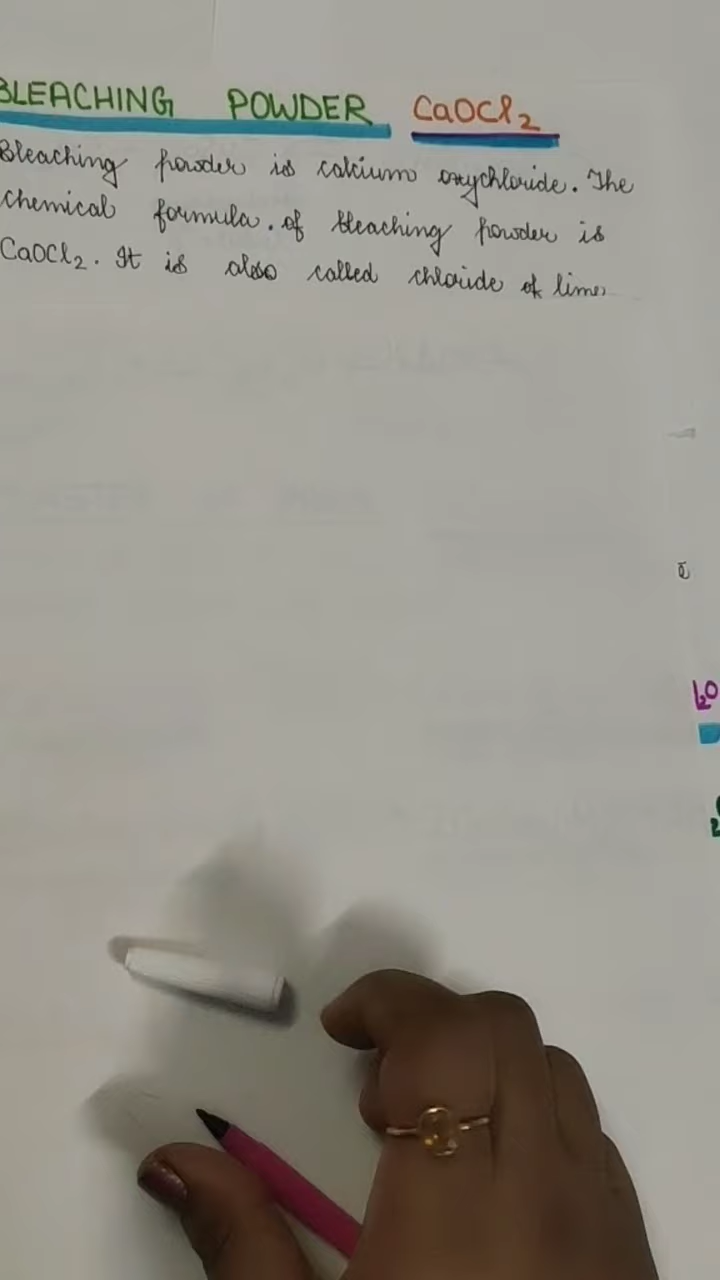 BLEACHING POWDER CaOCl₂
Bleaching powder is calcium oxychloride. The
chemical formula. of bleaching powder is
CaOCl₂. It is also called chloride of lime